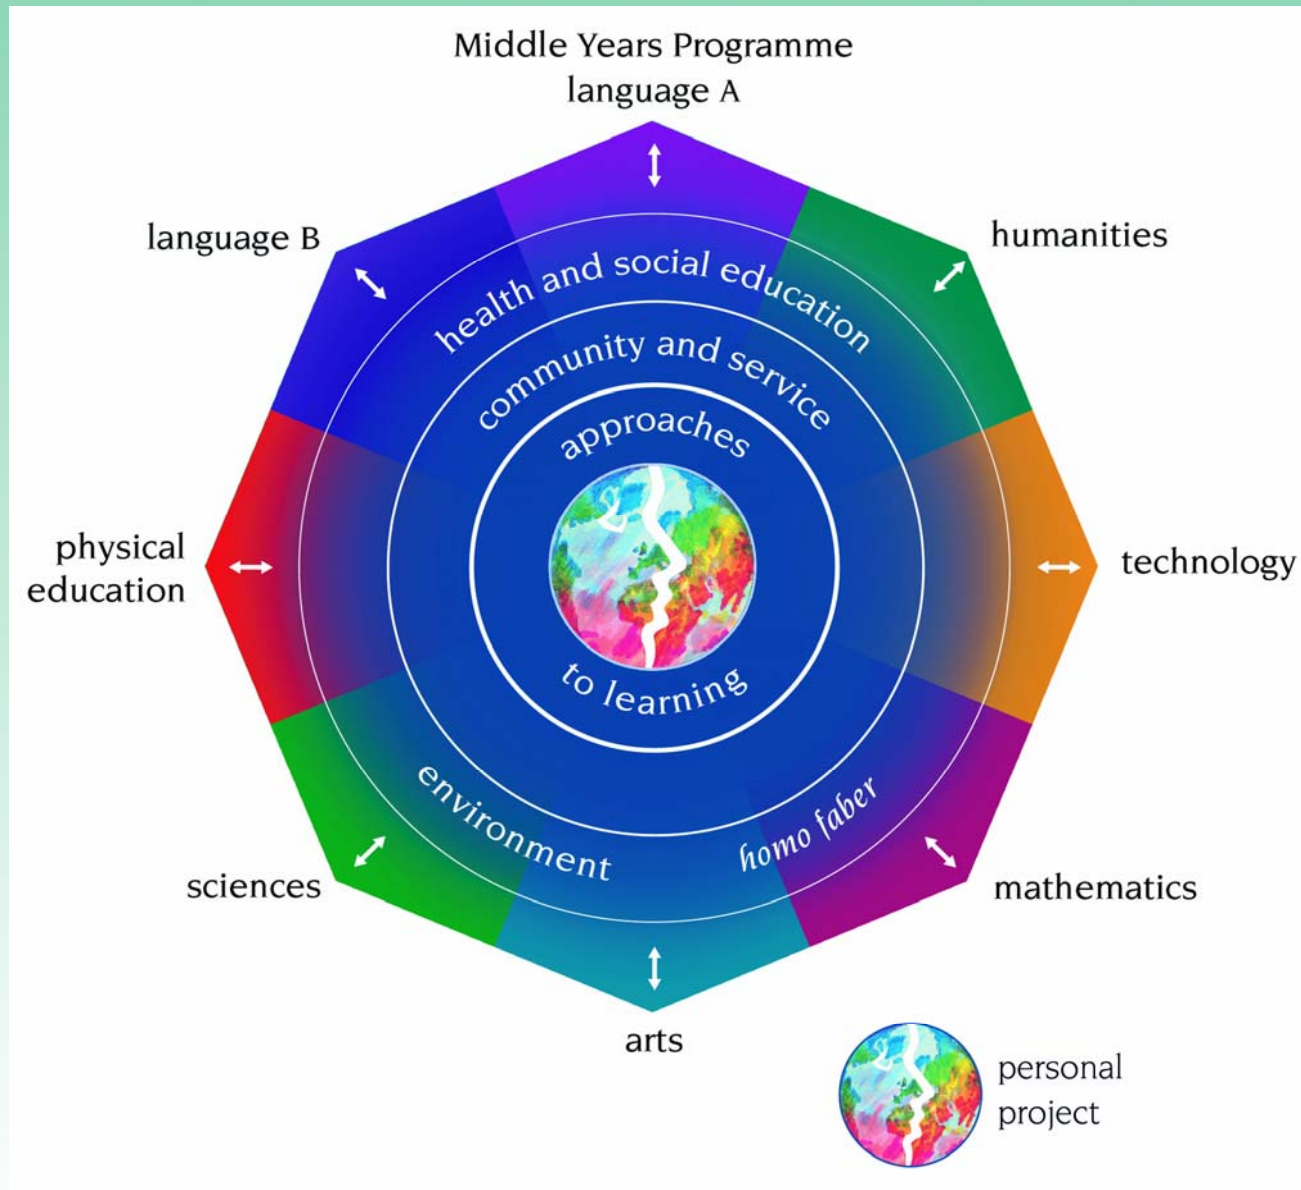 Middle Years Programme
language A
language B
humanities
health and social education
community and service
approaches
to learning
physical
education
technology
environment
homo faber
sciences
mathematics
arts
personal
project